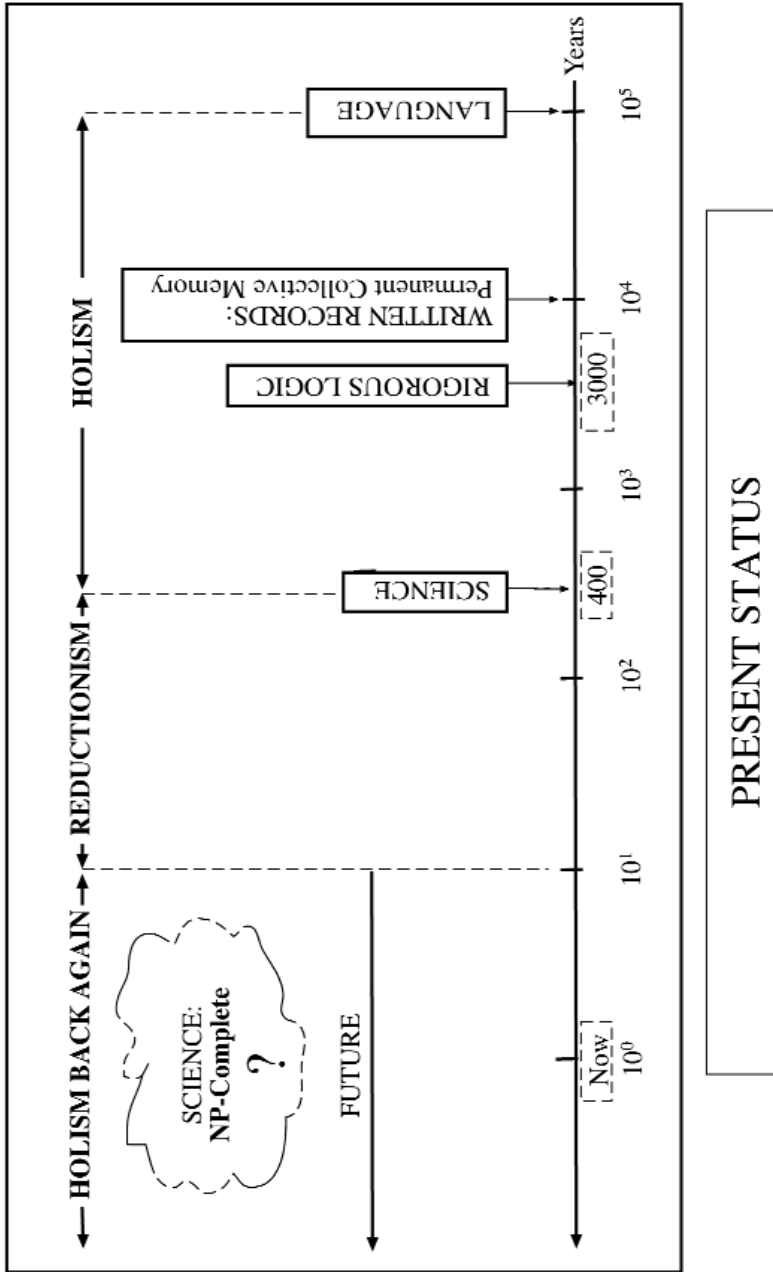 HOLISM BACK AGAIN
REDUCTIONISM
HOLISM
SCIENCE:
NP-Complete
?
FUTURE
SCIENCE
RIGOROUS LOGIC
WRITTEN RECORDS:
Permanent Collective Memory
LANGUAGE
Years
Now
400
3000
10⁰
10¹
10²
10³
10⁴
10⁵
PRESENT STATUS